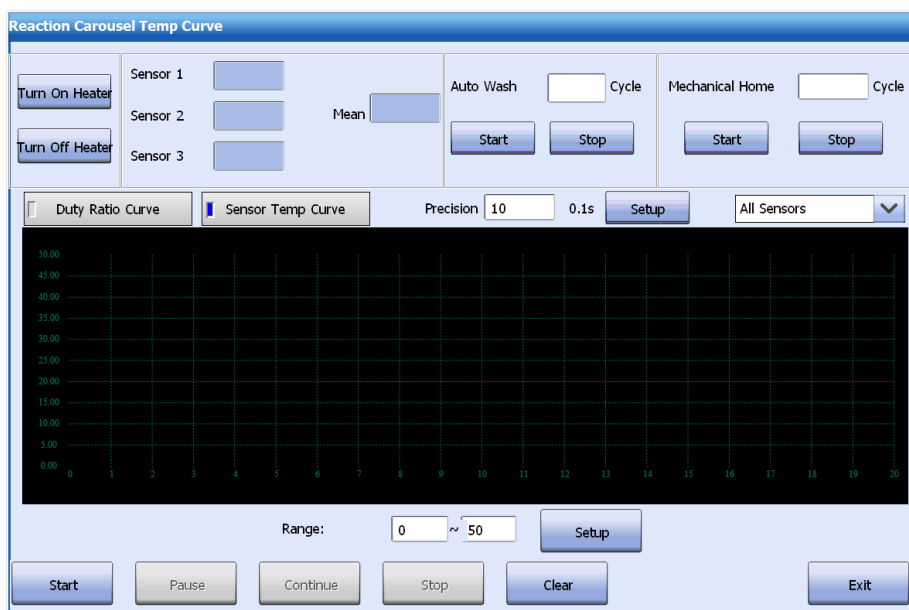 Reaction Carousel Temp Curve
Turn On Heater
Turn Off Heater
Sensor 1
Sensor 2
Sensor 3
Mean
Auto Wash Cycle
Start Stop
Mechanical Home Cycle
Start Stop
Duty Ratio Curve Sensor Temp Curve Precision 10 0.1s Setup All Sensors
50.00
45.00
40.00
35.00
30.00
25.00
20.00
15.00
10.00
5.00
0.00
0 1 2 3 4 5 6 7 8 9 10 11 12 13 14 15 16 17 18 19 20
Range: 0 ~ 50 Setup
Start Pause Continue Stop Clear Exit